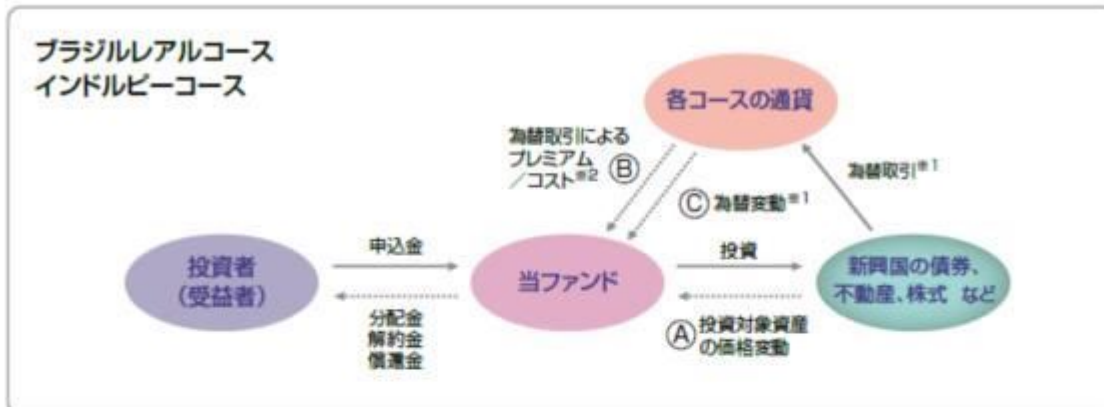 ブラジルレアルコース
インドルピーコース
各コースの通貨
為替取引による
プレミアム
／コスト※2
Ⓑ
為替取引※1
Ⓒ 為替変動※1
投資者
（受益者）
申込金
分配金
解約金
償還金
当ファンド
投資
Ⓐ 投資対象資産
の価格変動
新興国の債券、
不動産、株式 など